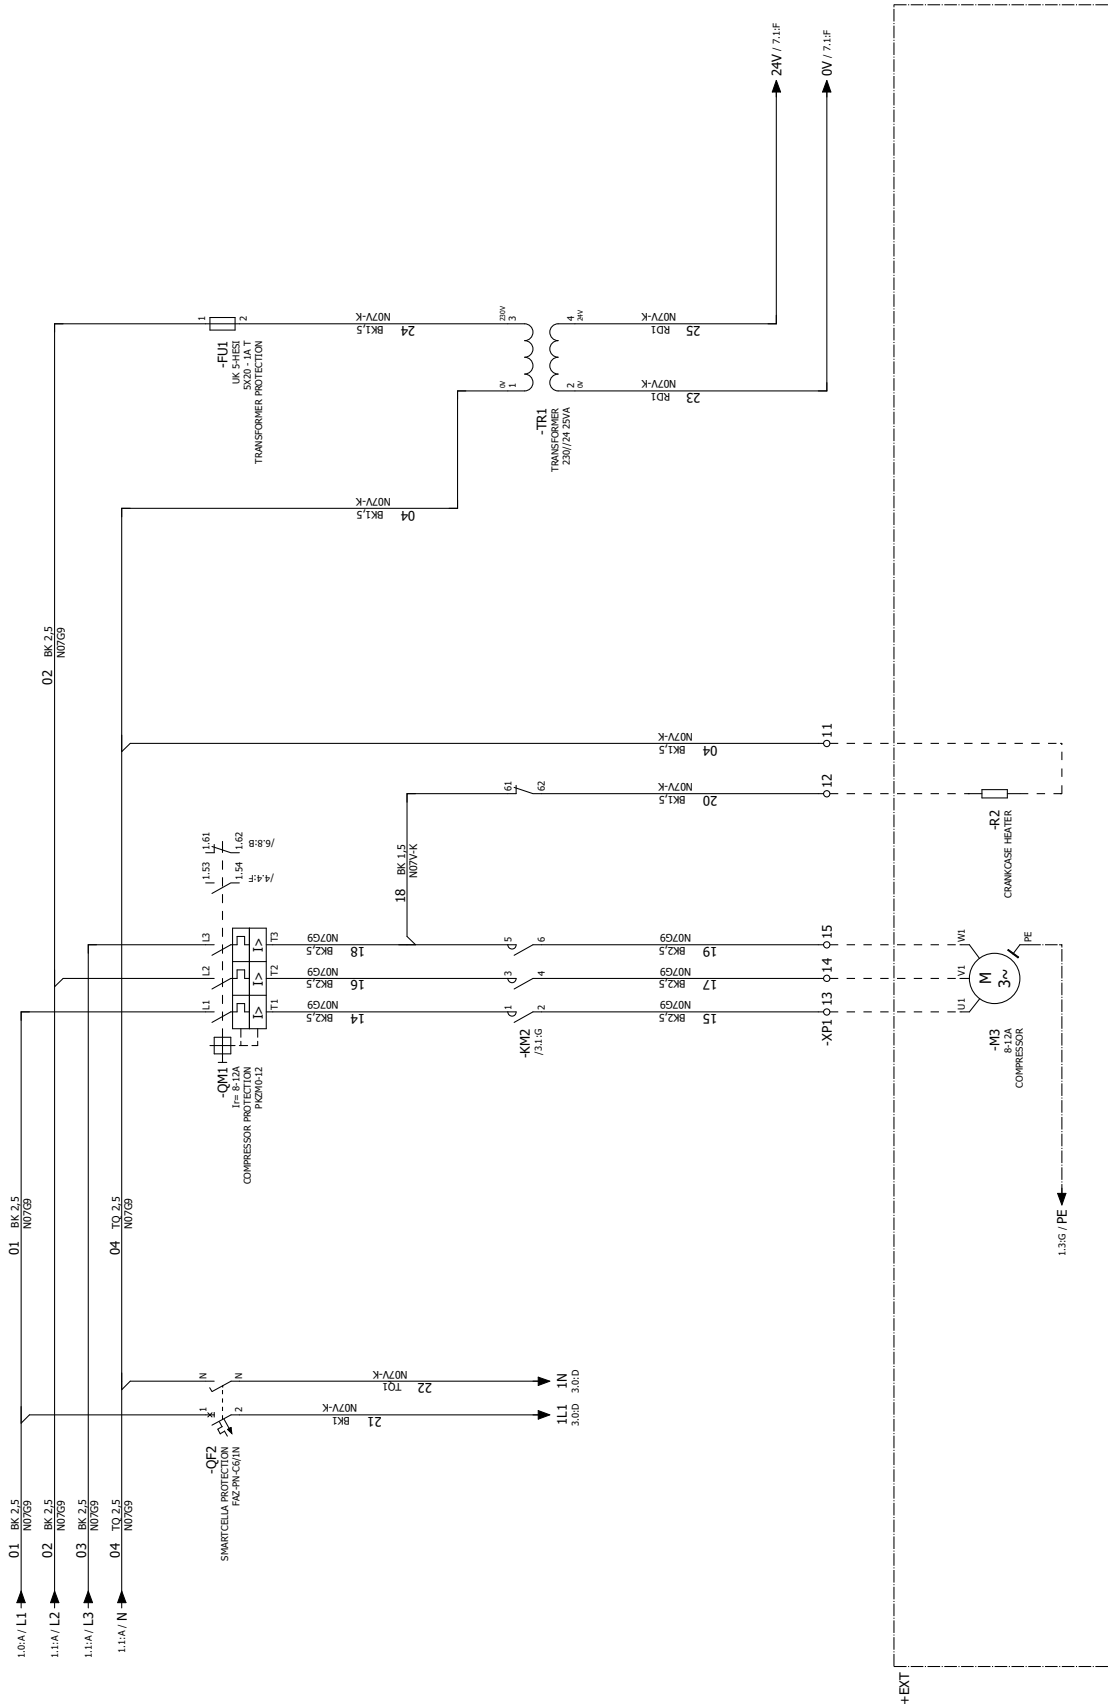 1.0:A / L1
1.1:A / L2
1.1:A / L3
1.1:A / N
01 BK 2,5
N07G9
02 BK 2,5
N07G9
03 BK 2,5
N07G9
04 TQ 2,5
N07G9
01 BK 2,5
N07G9
04 TQ 2,5
N07G9
02 BK 2,5
N07G9
-QF2
SMARTCELLA PROTECTION
FAZ-PN-C6/1N
1
2
N
N
21
BK1
N07V-K
22
TQ1
N07V-K
1L1
3.0:D
1N
3.0:D
-QM1
Ir= 8-12A
COMPRESSOR PROTECTION
PKZM0-12
L1
L2
L3
I>
I>
I>
T1
T2
T3
1.53
1.54
/4.4:F
1.61
1.62
/6.8:B
14
BK2,5
N07G9
16
BK2,5
N07G9
18
BK2,5
N07G9
18 BK 1,5
N07V-K
-KM2
/3.1:G
1
2
3
4
5
6
61
62
15
BK2,5
N07G9
17
BK2,5
N07G9
19
BK2,5
N07G9
20
BK1,5
N07V-K
04
BK1,5
N07V-K
-XP1
13
14
15
12
11
-M3
8-12A
COMPRESSOR
U1
V1
W1
PE
M
3~
1.3:G / PE
-R2
CRANKCASE HEATER
04
BK1,5
N07V-K
-FU1
UK 5-HESI
5X20 - 1A T
TRANSFORMER PROTECTION
1
2
24
BK1,5
N07V-K
-TR1
TRANSFORMER
230//24 25VA
0V
1
230V
3
2
0V
4
24V
23
RD1
N07V-K
25
RD1
N07V-K
24V / 7.1:F
0V / 7.1:F
+EXT